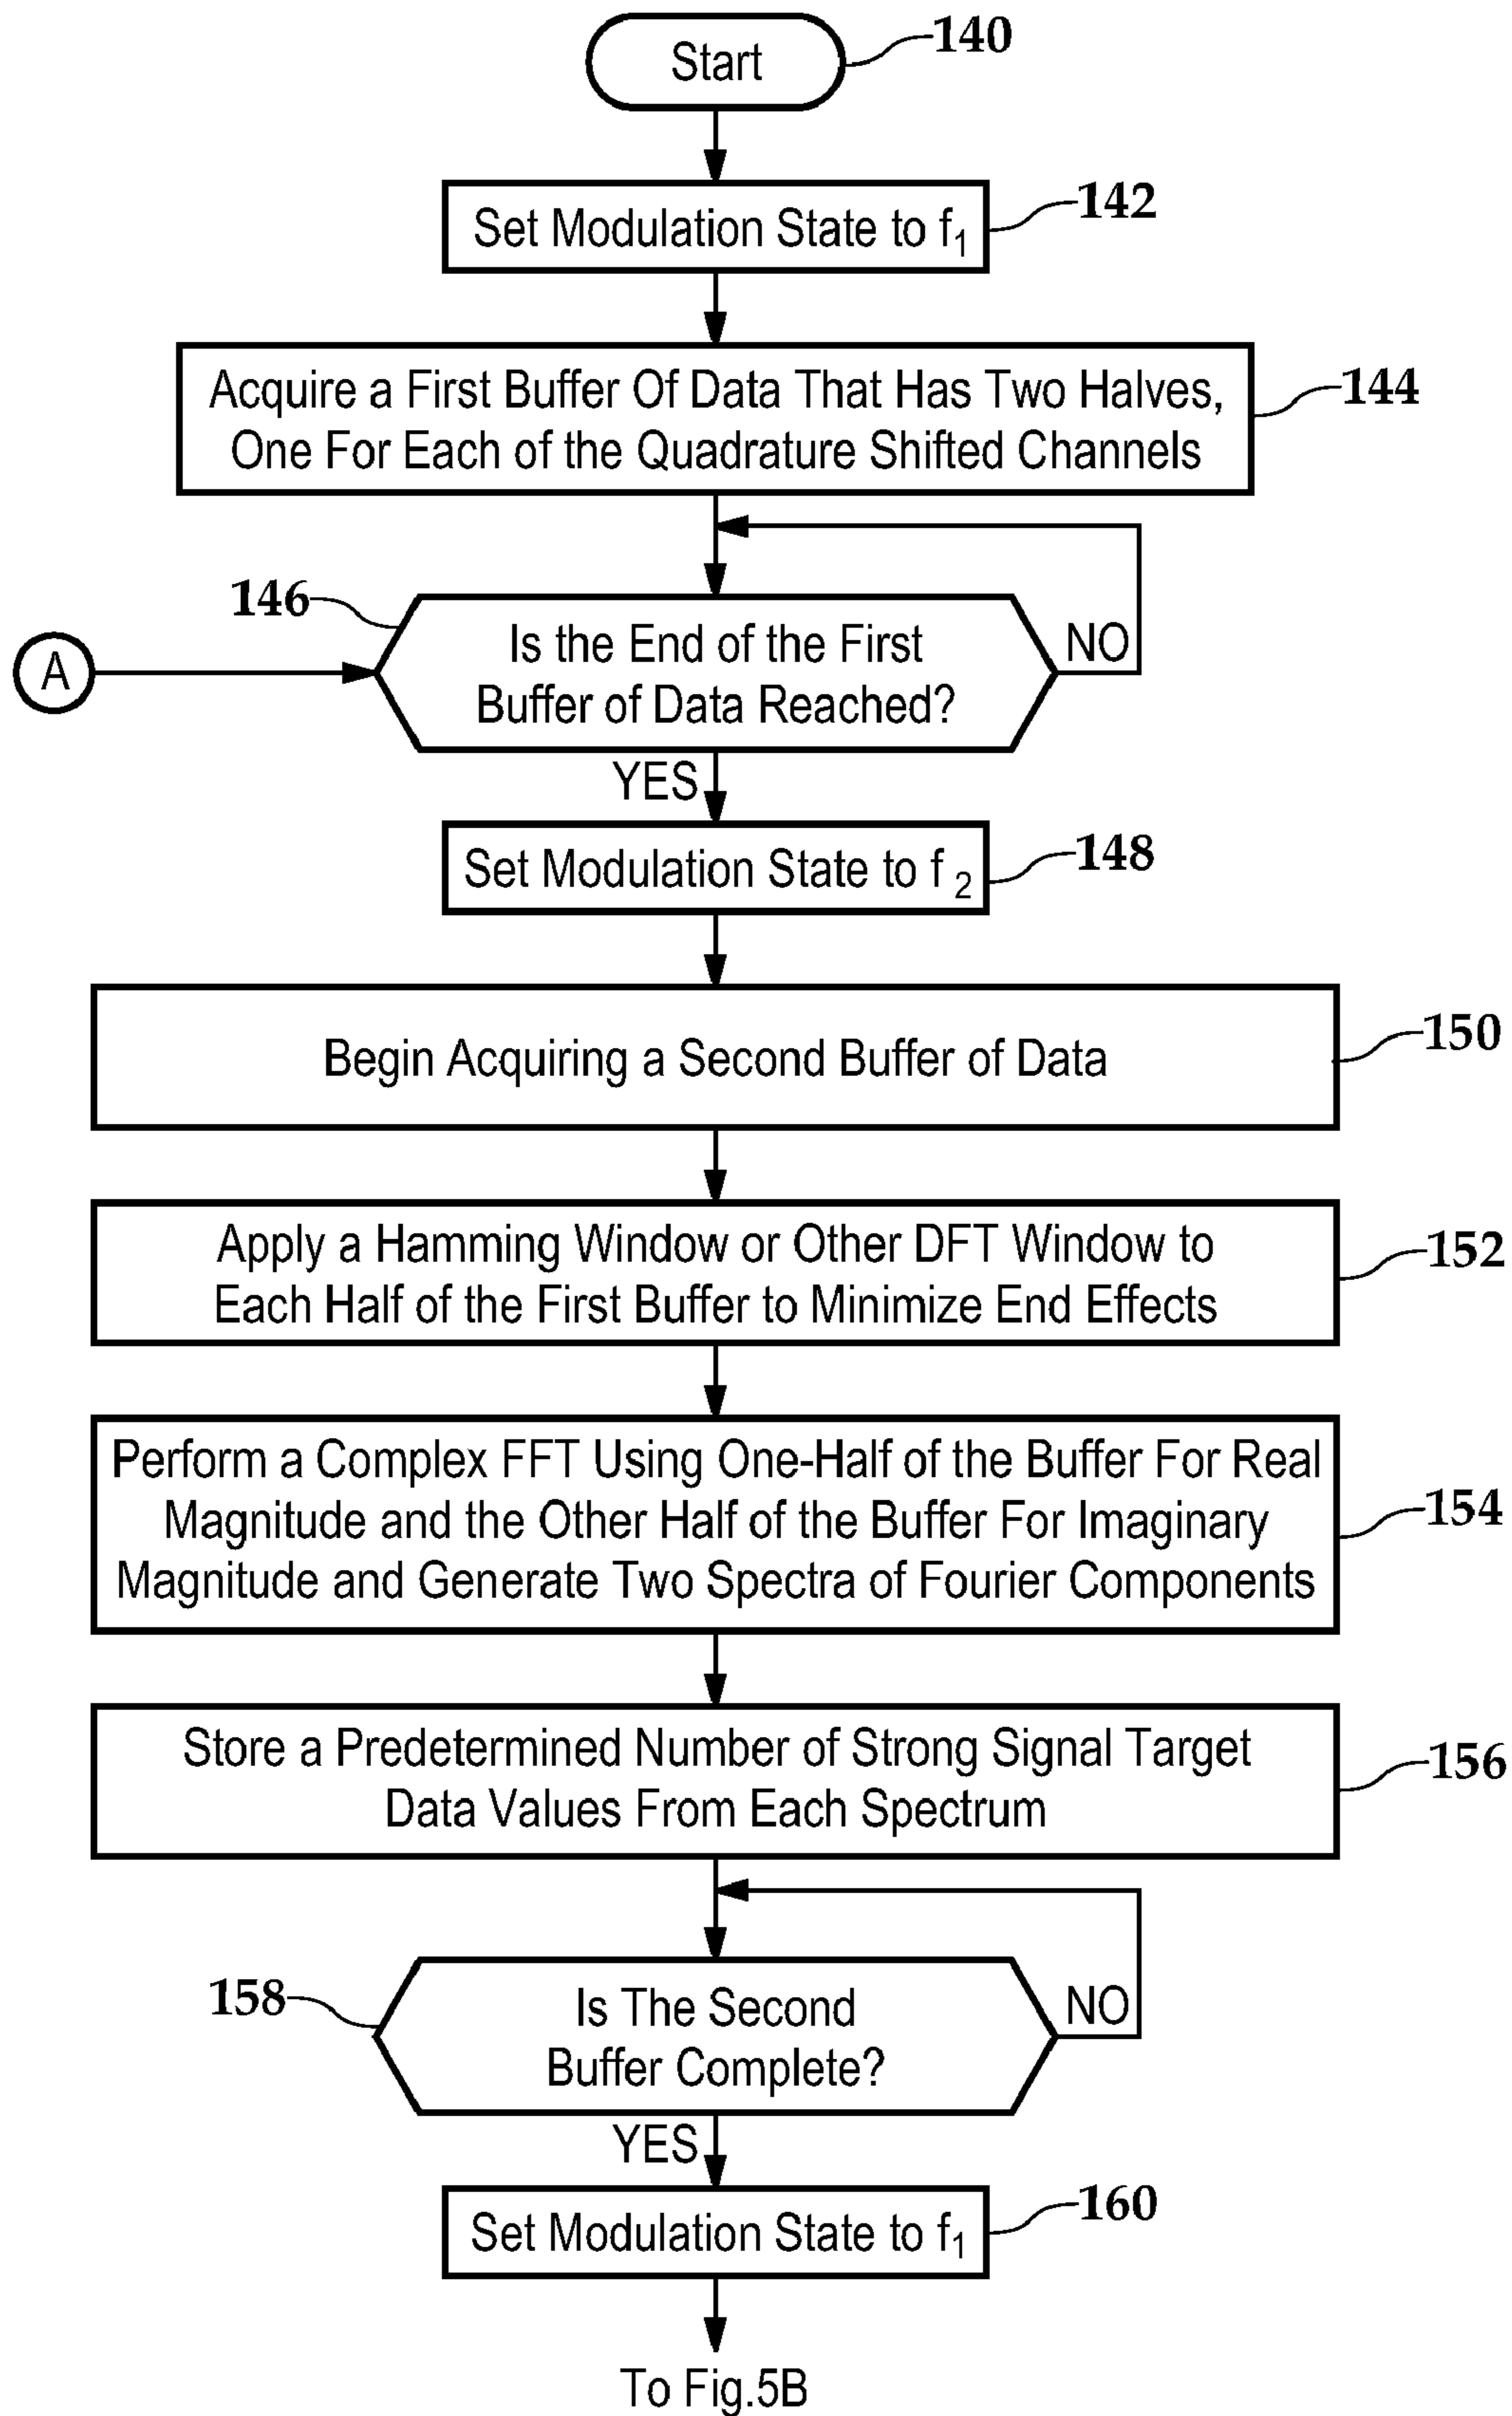 Start
140
Set Modulation State to f1
142
Acquire a First Buffer Of Data That Has Two Halves,
One For Each of the Quadrature Shifted Channels
144
146
Is the End of the First
Buffer of Data Reached?
NO
A
YES
Set Modulation State to f 2
148
Begin Acquiring a Second Buffer of Data
150
Apply a Hamming Window or Other DFT Window to
Each Half of the First Buffer to Minimize End Effects
152
Perform a Complex FFT Using One-Half of the Buffer For Real
Magnitude and the Other Half of the Buffer For Imaginary
Magnitude and Generate Two Spectra of Fourier Components
154
Store a Predetermined Number of Strong Signal Target
Data Values From Each Spectrum
156
158
Is The Second
Buffer Complete?
NO
YES
Set Modulation State to f1
160
To Fig.5B